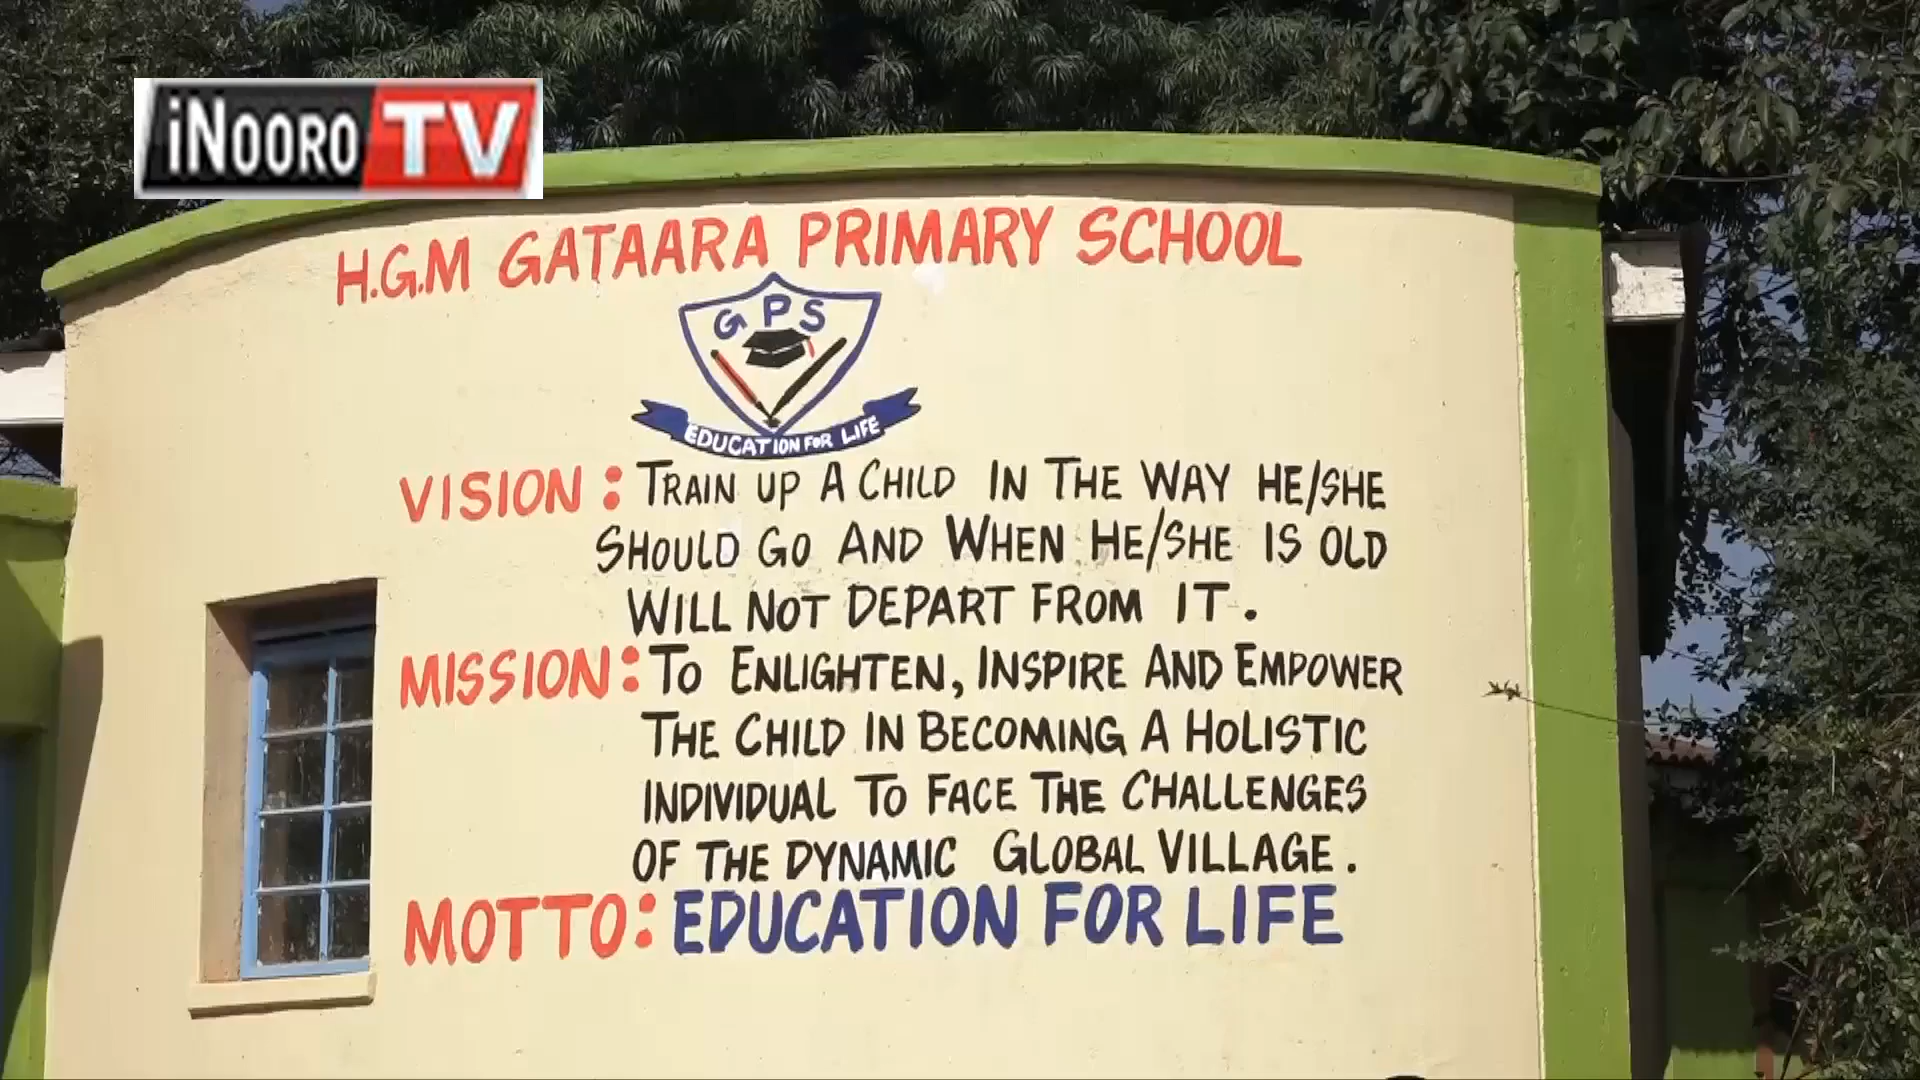 iNOORO TV
H.G.M GATAARA PRIMARY SCHOOL
GPS
EDUCATION FOR LIFE
VISION: TRAIN UP A CHILD IN THE WAY HE/SHE
SHOULD GO AND WHEN HE/SHE IS OLD
WILL NOT DEPART FROM IT.
MISSION: TO ENLIGHTEN, INSPIRE AND EMPOWER
THE CHILD IN BECOMING A HOLISTIC
INDIVIDUAL TO FACE THE CHALLENGES
OF THE DYNAMIC GLOBAL VILLAGE.
MOTTO: EDUCATION FOR LIFE